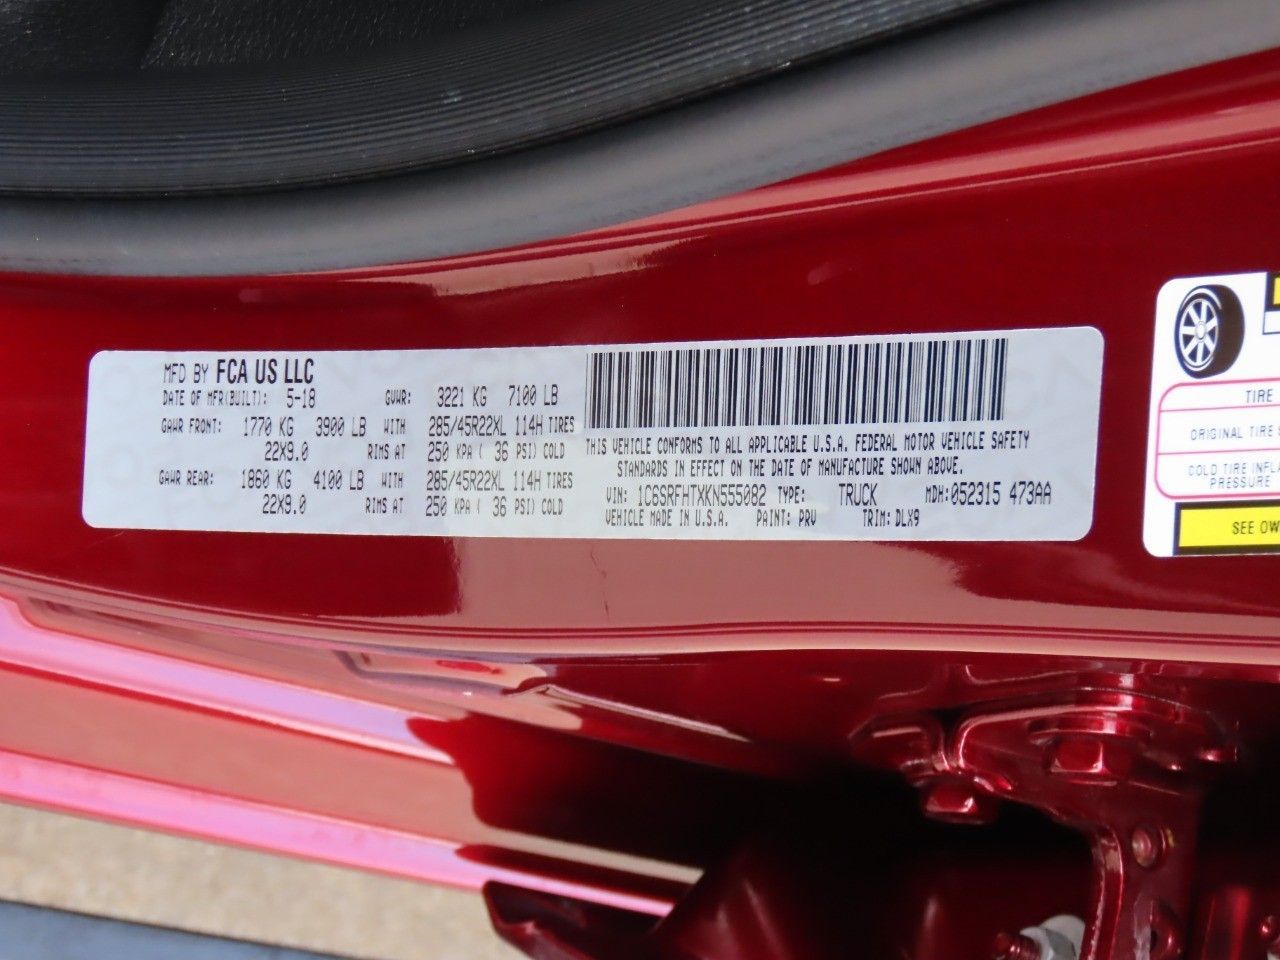 MFD BY FCA US LLC
DATE OF MFR(BUILT): 5-18 GVWR: 3221 KG 7100 LB
GAWR FRONT: 1770 KG 3900 LB WITH 285/45R22XL 114H TIRES
22X9.0 RIMS AT 250 KPA ( 36 PSI) COLD
GAWR REAR: 1860 KG 4100 LB WITH 285/45R22XL 114H TIRES
22X9.0 RIMS AT 250 KPA ( 36 PSI) COLD
THIS VEHICLE CONFORMS TO ALL APPLICABLE U.S.A. FEDERAL MOTOR VEHICLE SAFETY
STANDARDS IN EFFECT ON THE DATE OF MANUFACTURE SHOWN ABOVE.
VIN: 1C6SRFHTXKN555082 TYPE: TRUCK MDH: 052315 473AA
VEHICLE MADE IN U.S.A. PAINT: PRV TRIM: DLX9
TIRE
ORIGINAL TIRE
COLD TIRE
PRESSURE
SEE